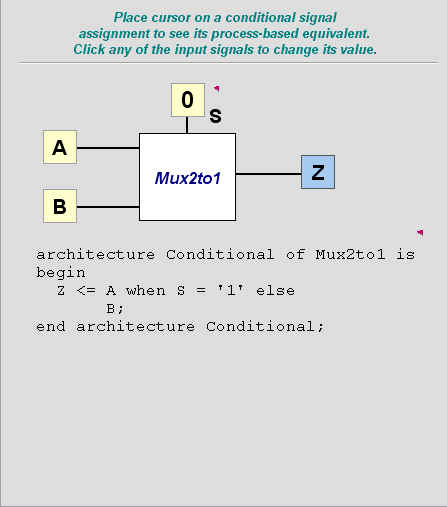 Place cursor on a conditional signal
assignment to see its process-based equivalent.
Click any of the input signals to change its value.
0
S
A
Mux2to1
Z
B
architecture Conditional of Mux2to1 is
begin
  Z <= A when S = '1' else
       B;
end architecture Conditional;